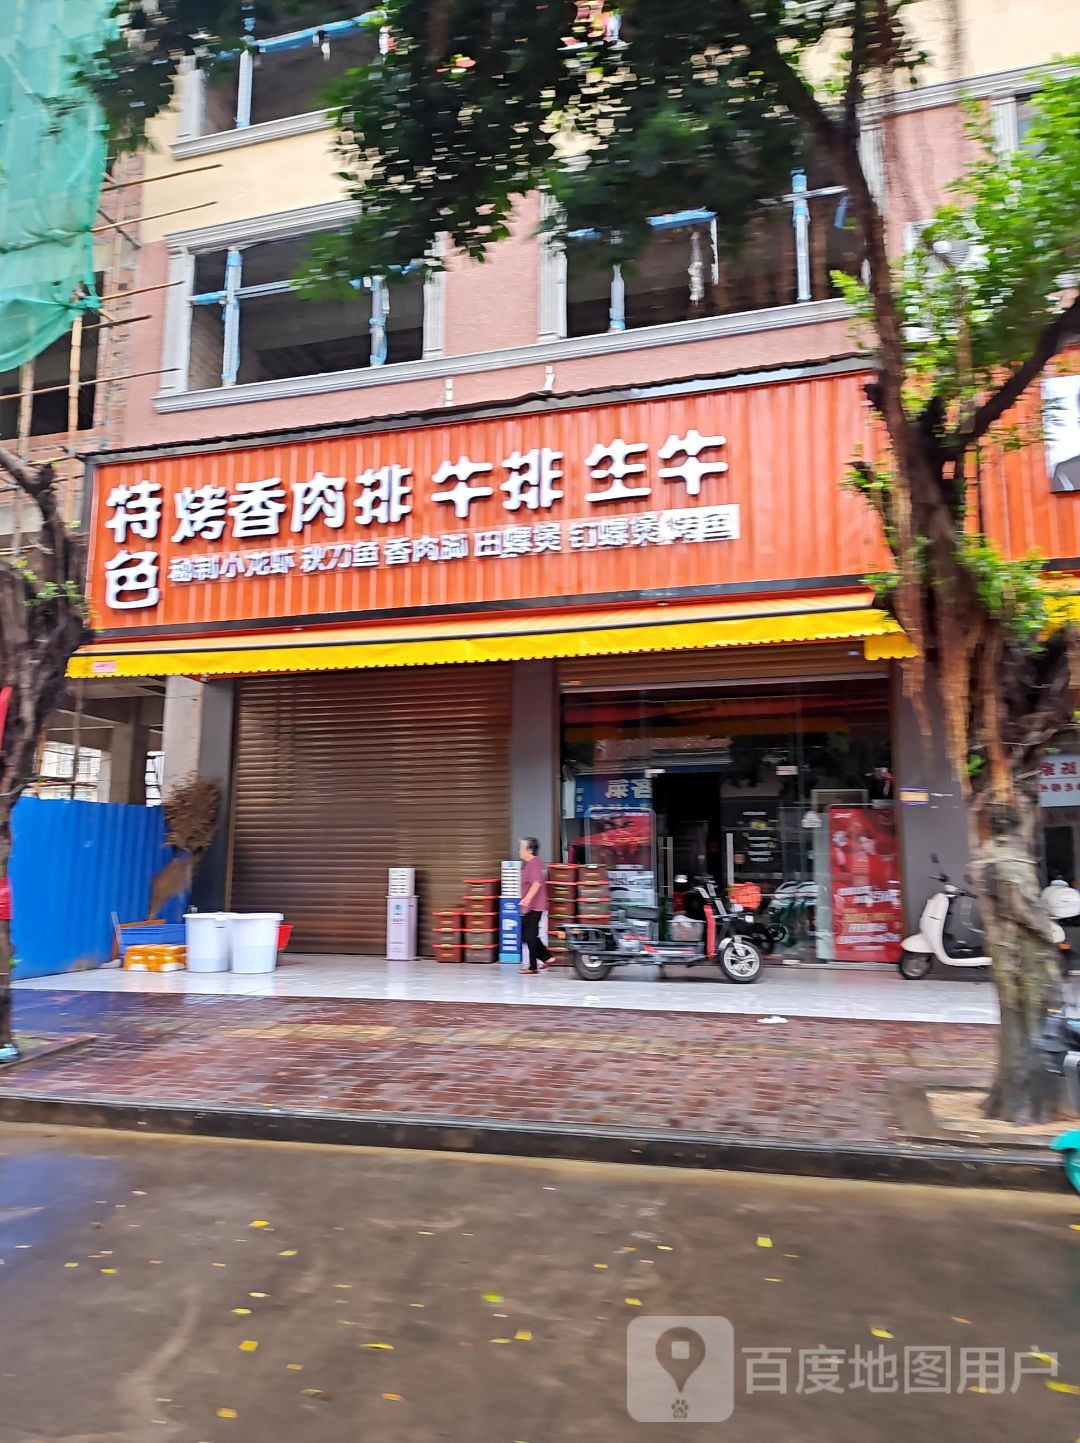 特色
烤香肉排 牛排 生牛
秘制小龙虾 秋刀鱼 香肉脚 田螺煲 钉螺煲 烤鱼
百度地图用户